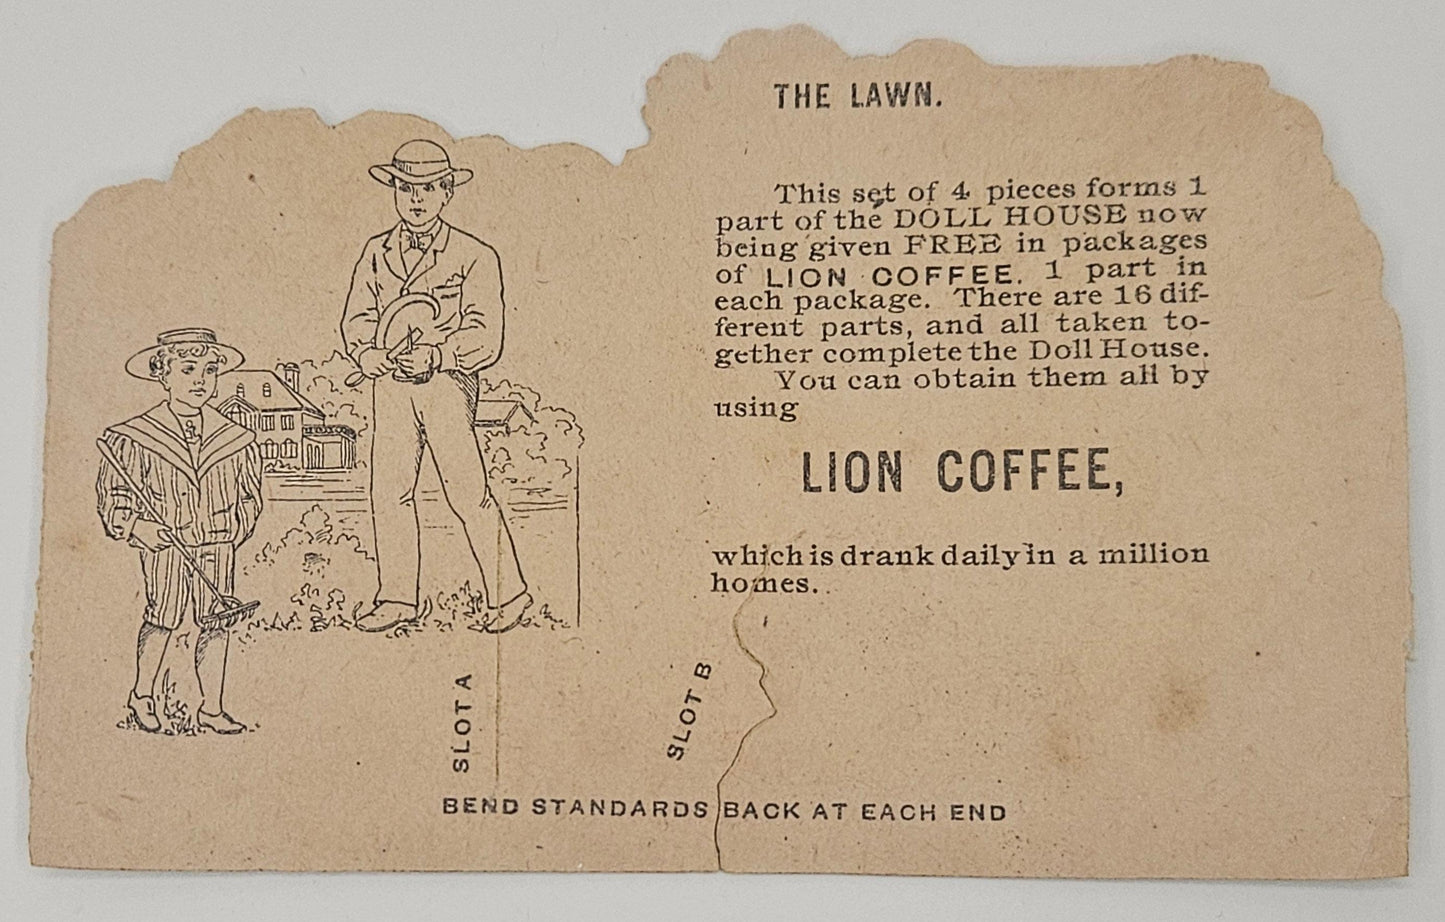 THE LAWN.
This set of 4 pieces forms 1
part of the DOLL HOUSE now
being given FREE in packages
of LION COFFEE. 1 part in
each package. There are 16 dif-
ferent parts, and all taken to-
gether complete the Doll House.
You can obtain them all by
using
LION COFFEE,
which is drank daily in a million
homes.
SLOT A
SLOT B
BEND STANDARDS BACK AT EACH END